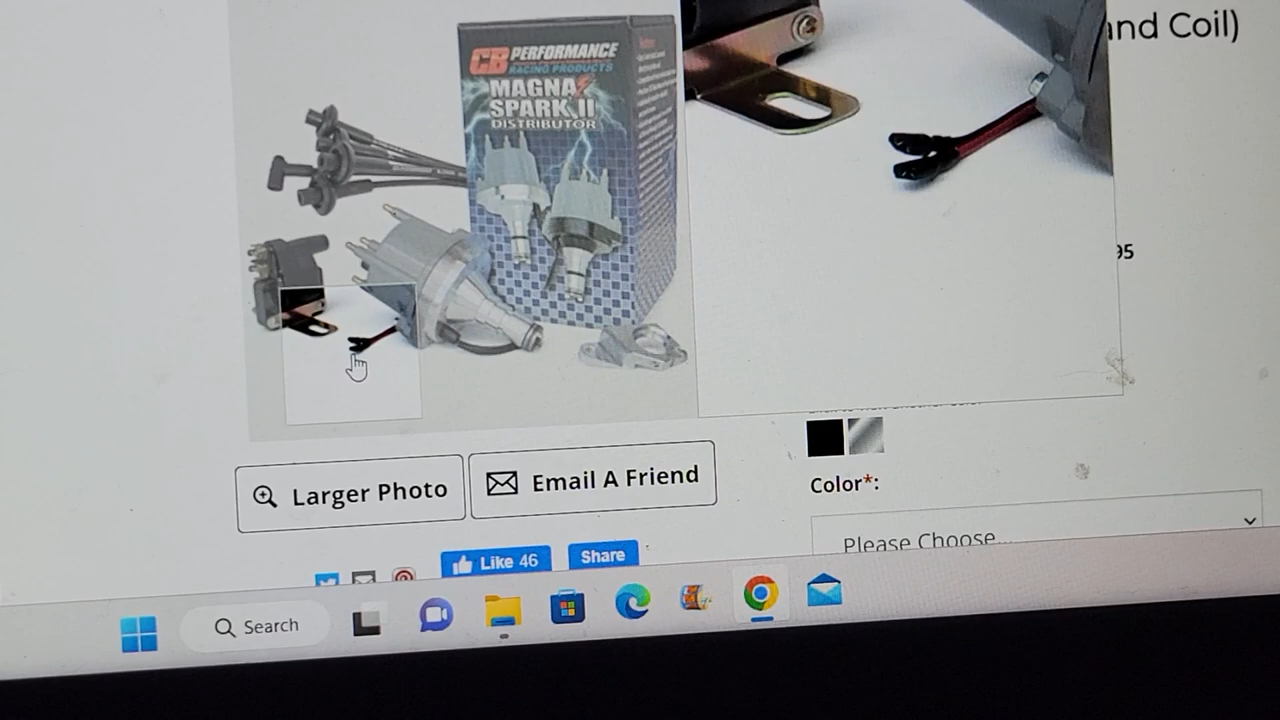 and Coil)
CB PERFORMANCE
RACING PRODUCTS
MAGNA
SPARK II
DISTRIBUTOR
95
Larger Photo
Email A Friend
Color*:
Please Choose...
Like 46
Share
Search